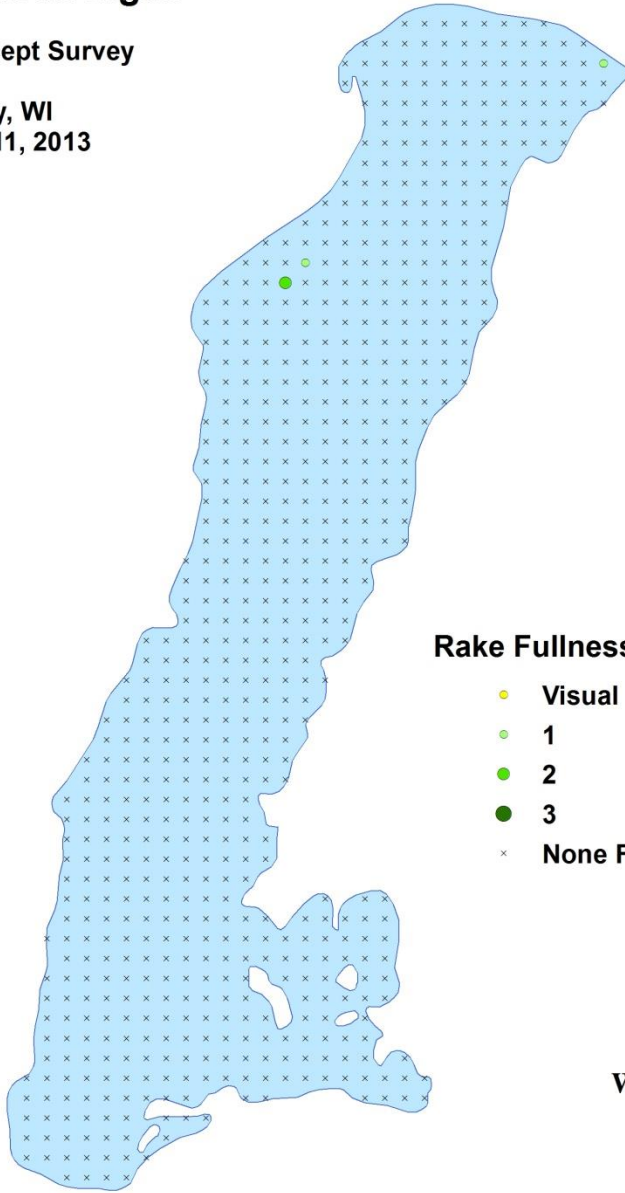 ept Survey
, WI
11, 2013
Rake Fullness
Visual
1
2
3
None F